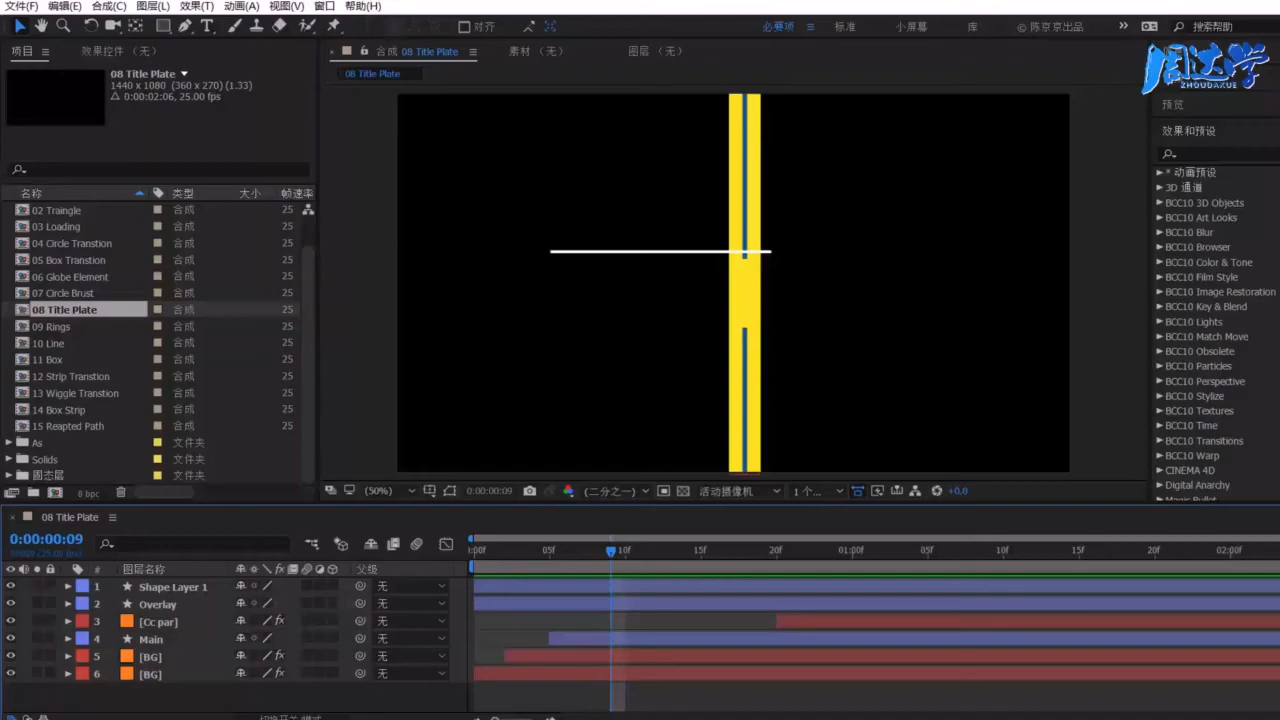 文件(F) 编辑(E) 合成(C) 图层(L) 效果(T) 动画(A) 视图(V) 窗口 帮助(H)
对齐 必要项 标准 小屏幕 库 © 陈京京出品 搜索帮助
项目 效果控件 (无) 合成 08 Title Plate 素材 (无) 图层 (无)
周达学
ZHOUDAXUE
08 Title Plate
1440 x 1080 (360 x 270) (1.33)
Δ 0:00:02:06, 25.00 fps
08 Title Plate
预览
效果和预设
名称 类型 大小 帧速率
02 Traingle 合成 25
03 Loading 合成 25
04 Circle Transtion 合成 25
05 Box Transtion 合成 25
06 Globe Element 合成 25
07 Circle Brust 合成 25
08 Title Plate 合成 25
09 Rings 合成 25
10 Line 合成 25
11 Box 合成 25
12 Strip Transtion 合成 25
13 Wiggle Transtion 合成 25
14 Box Strip 合成 25
15 Reapted Path 合成 25
As 文件夹
Solids 文件夹
固态层 文件夹
8 bpc
* 动画预设
3D 通道
BCC10 3D Objects
BCC10 Art Looks
BCC10 Blur
BCC10 Browser
BCC10 Color & Tone
BCC10 Film Style
BCC10 Image Restoration
BCC10 Key & Blend
BCC10 Lights
BCC10 Match Move
BCC10 Obsolete
BCC10 Particles
BCC10 Perspective
BCC10 Stylize
BCC10 Textures
BCC10 Time
BCC10 Transitions
BCC10 Warp
CINEMA 4D
Digital Anarchy
Magic Bullet
(50%) 0:00:00:09 (二分之一) 活动摄像机 1 个... +0.0
08 Title Plate
0:00:00:09
:00f 05f 10f 15f 20f 01:00f 05f 10f 15f 20f 02:00f
# 图层名称 父级
1 Shape Layer 1 无
2 Overlay 无
3 [Cc par] 无
4 Main 无
5 [BG] 无
6 [BG] 无